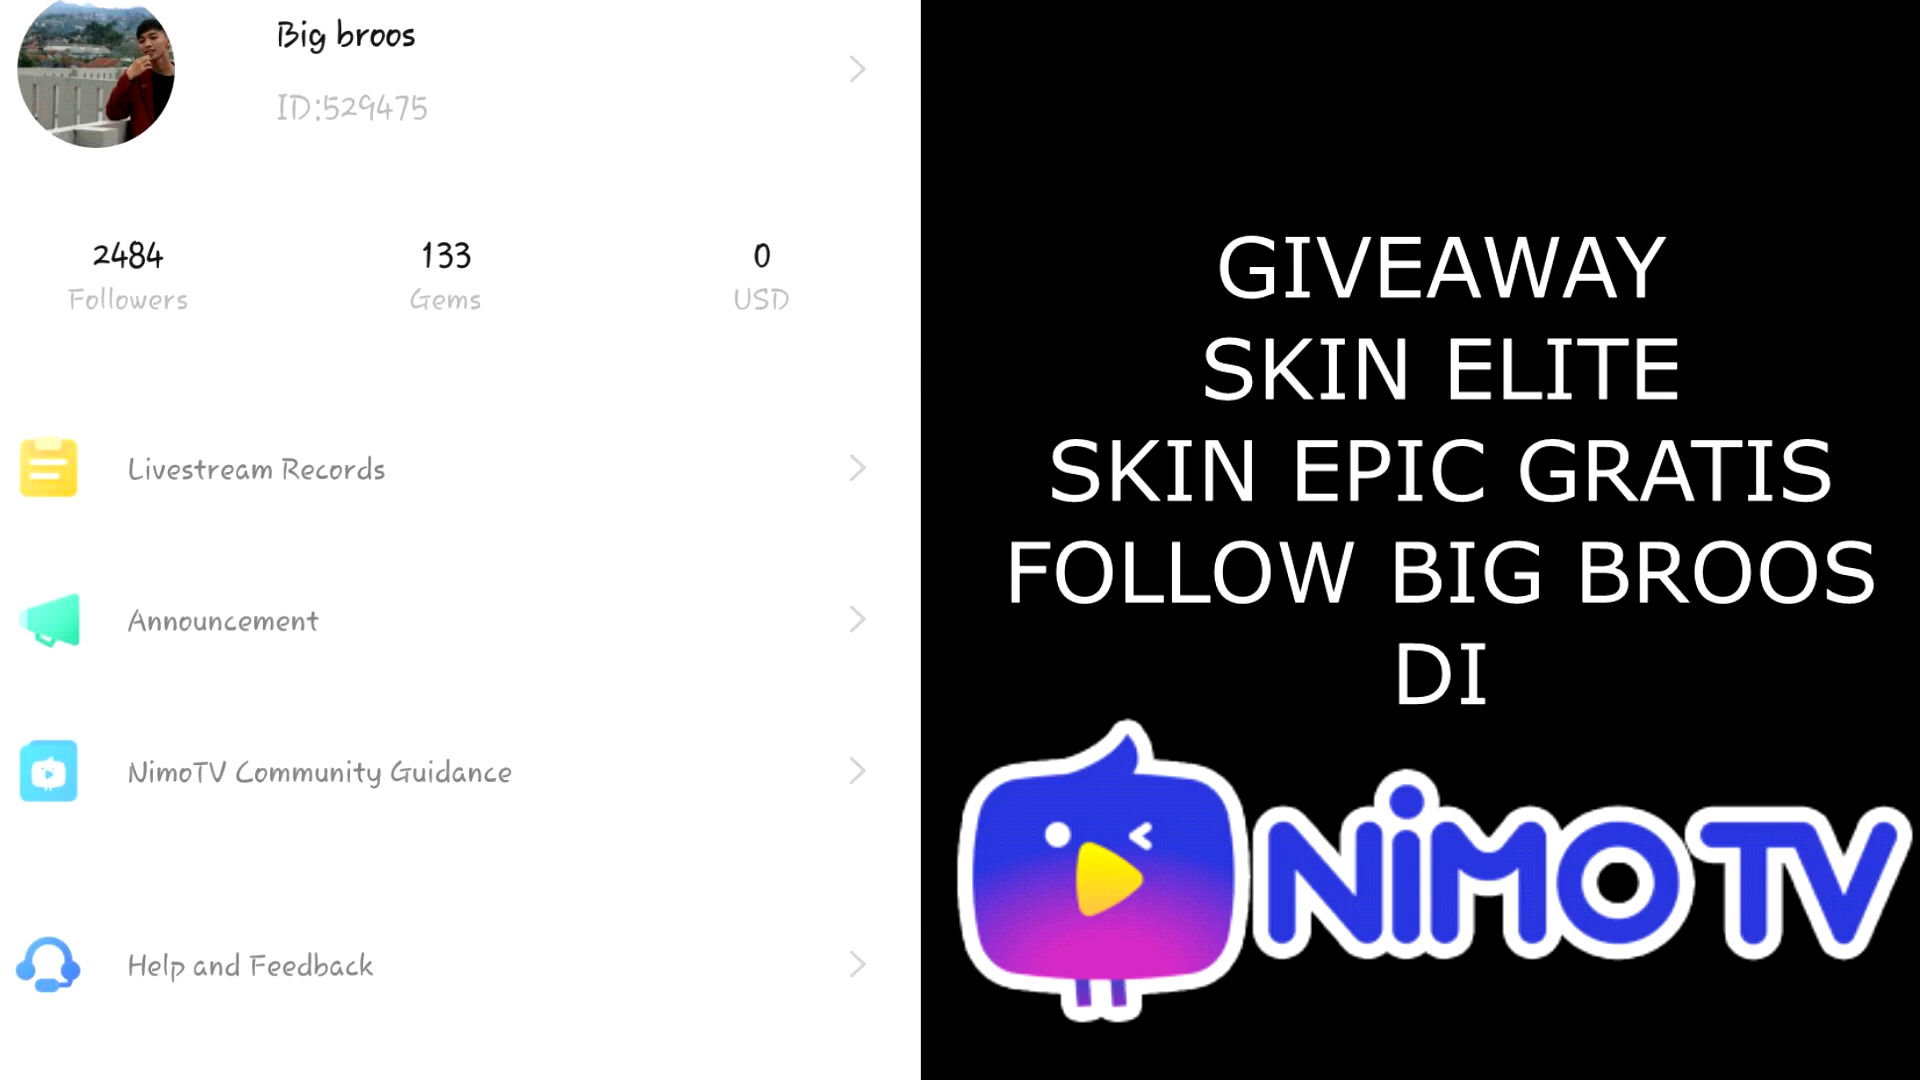 Big broos
ID:529475
2484
Followers
133
Gems
0
USD
Livestream Records
Announcement
NimoTV Community Guidance
Help and Feedback
GIVEAWAY
SKIN ELITE
SKIN EPIC GRATIS
FOLLOW BIG BROOS
DI
NiMO TV